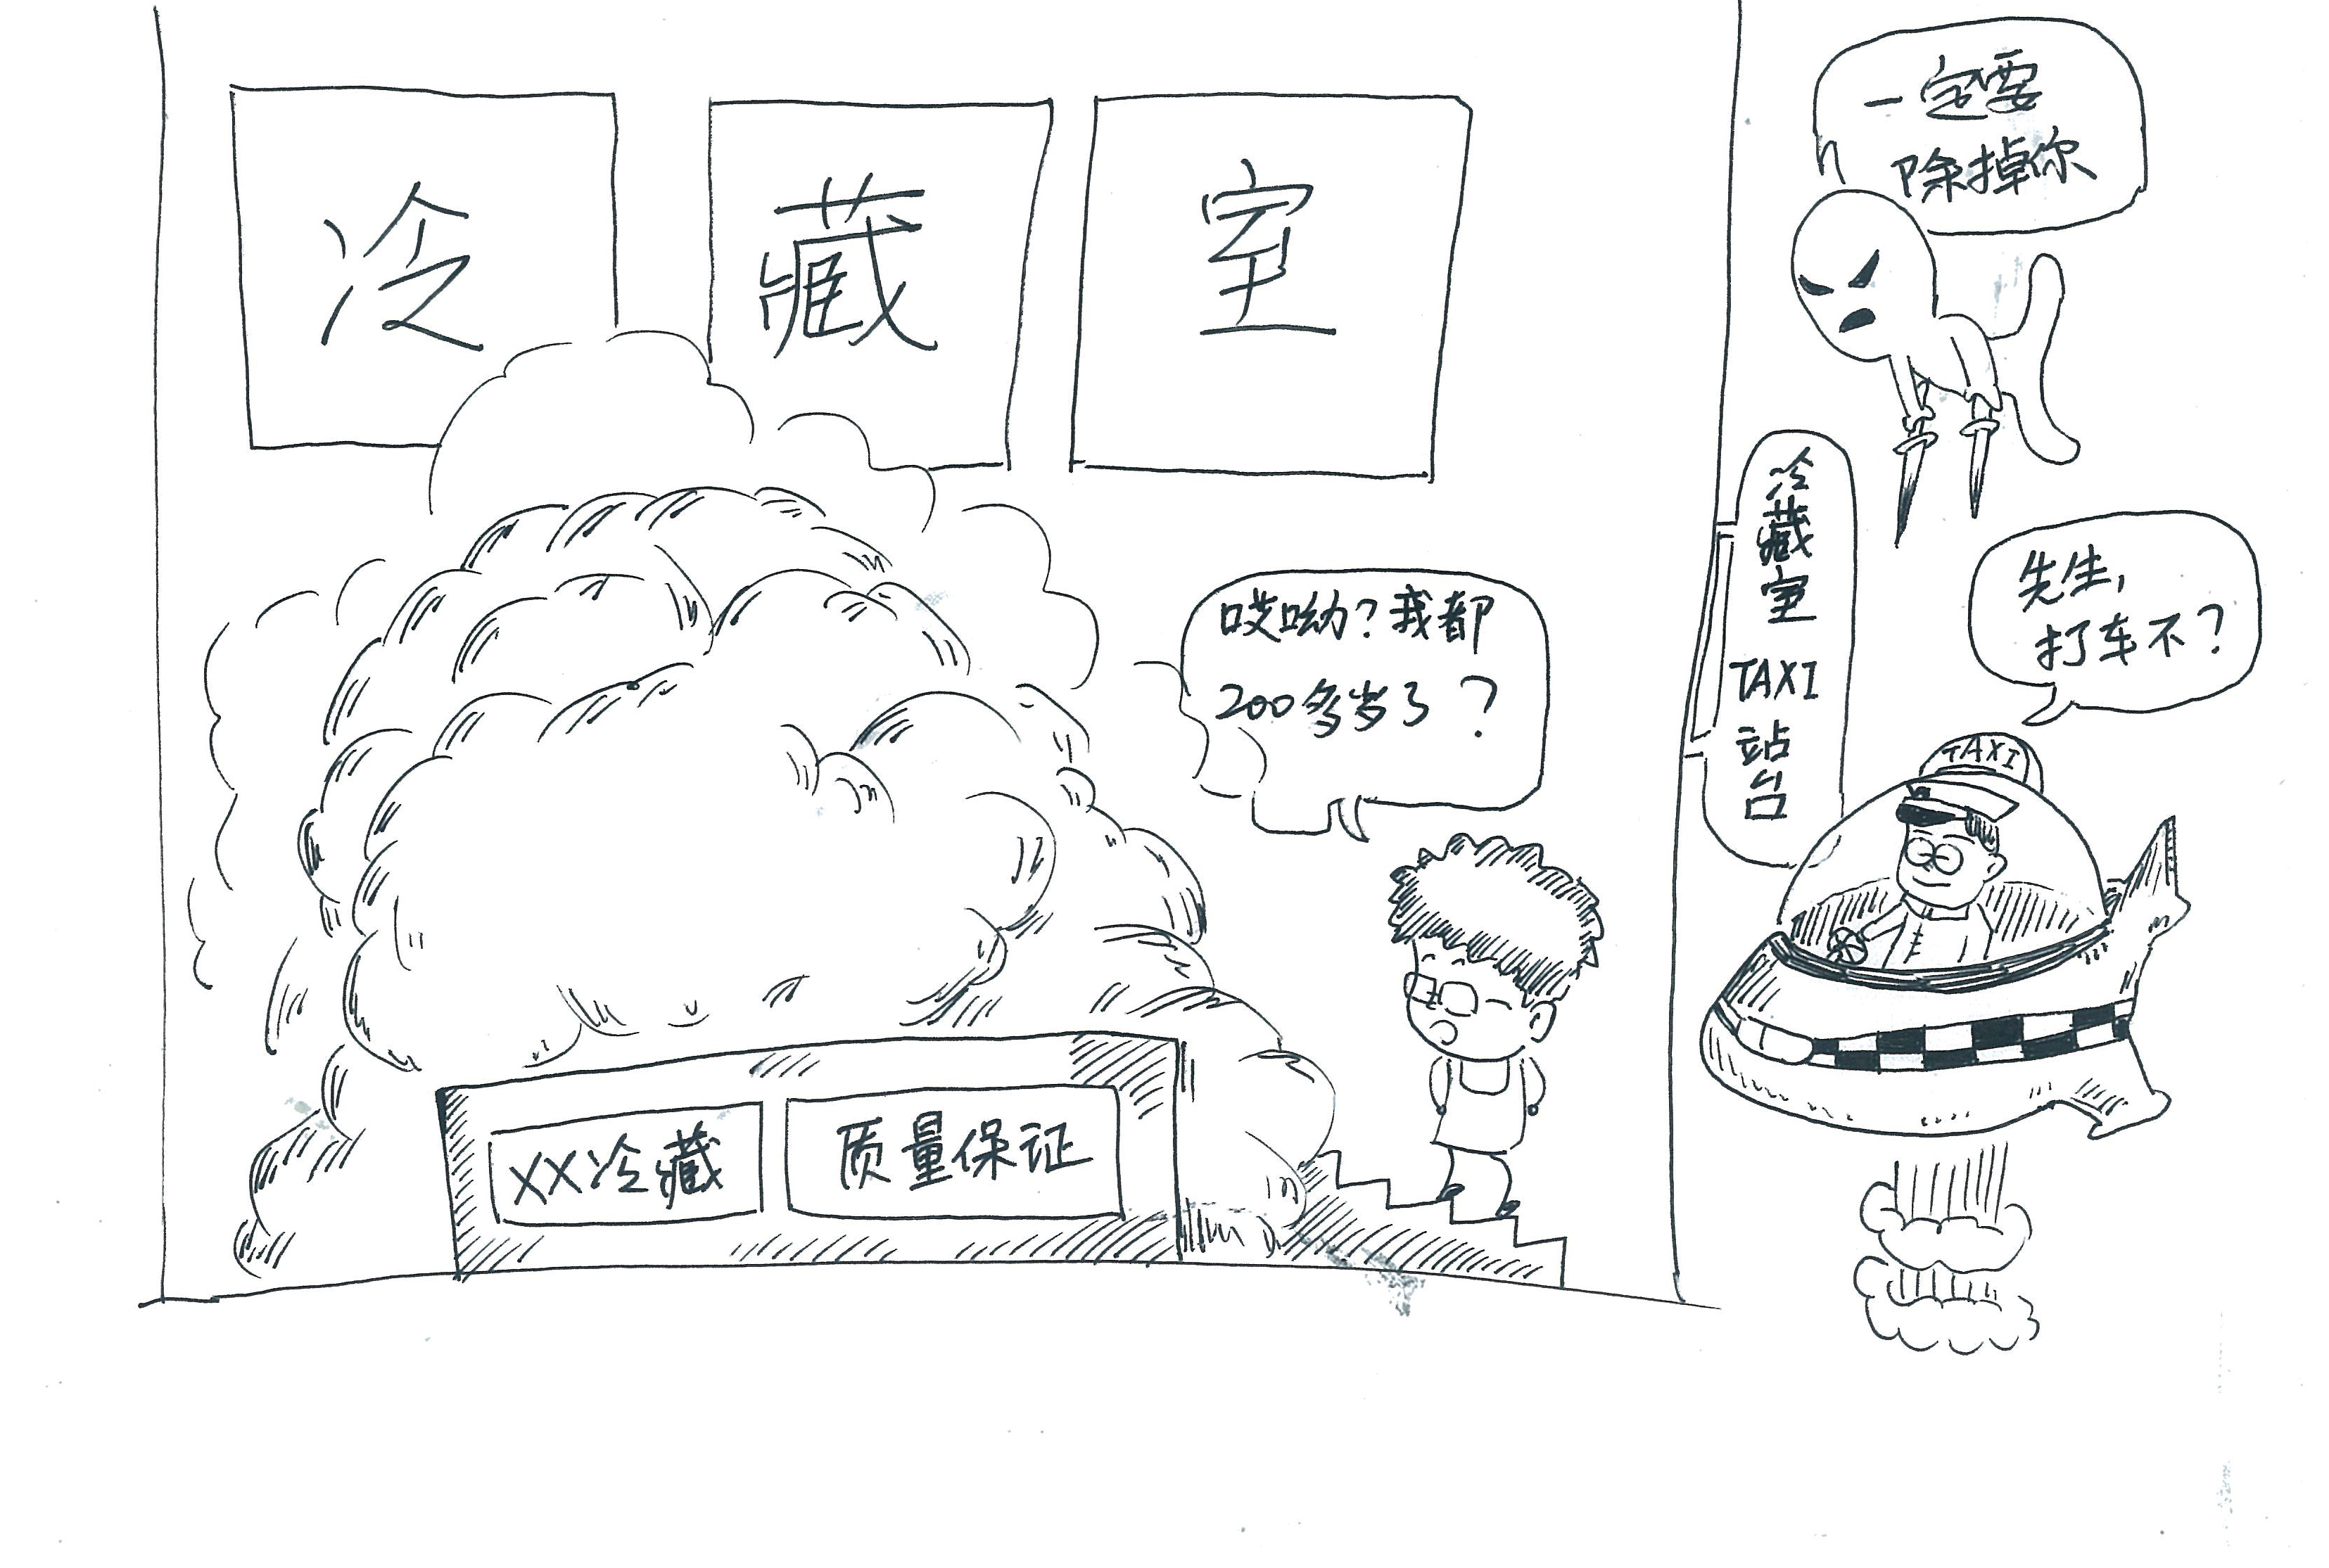 冷藏室
一定要
除掉你
哎呦？我都
200多岁了？
冷藏室 TAXI 站台
先生，
打车不？
TAXI
XX冷藏
质量保证